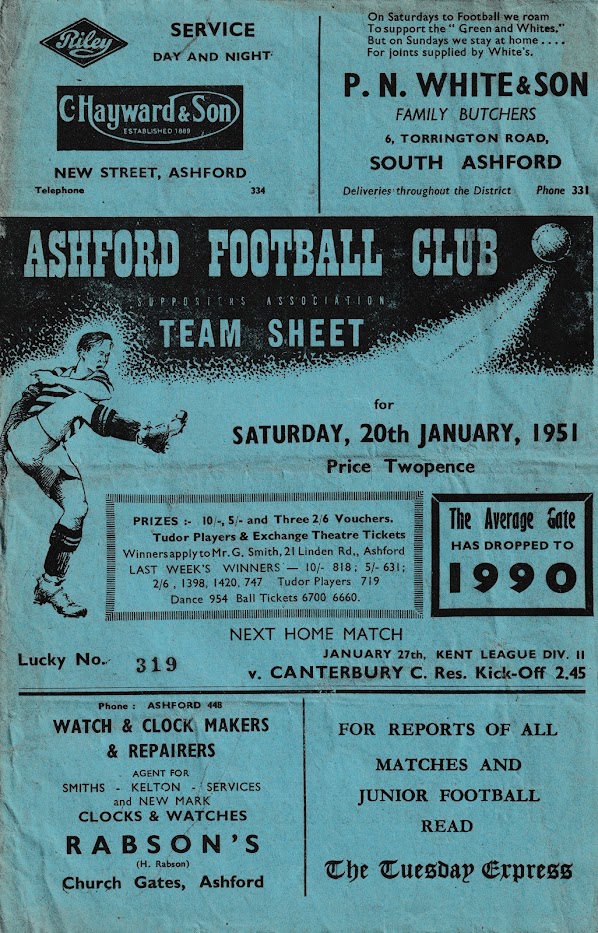 Riley
SERVICE
DAY AND NIGHT
C. Hayward & Son
ESTABLISHED 1889
NEW STREET, ASHFORD
Telephone 334
On Saturdays to Football we roam
To support the "Green and Whites."
But on Sundays we stay at home ....
For joints supplied by White's.
P. N. WHITE & SON
FAMILY BUTCHERS
6, TORRINGTON ROAD,
SOUTH ASHFORD
Deliveries throughout the District Phone 331
ASHFORD FOOTBALL CLUB
SUPPORTERS ASSOCIATION
TEAM SHEET
for
SATURDAY, 20th JANUARY, 1951
Price Twopence
PRIZES :- 10/-, 5/- and Three 2/6 Vouchers.
Tudor Players & Exchange Theatre Tickets
Winners apply to Mr. G. Smith, 21 Linden Rd,, Ashford
LAST WEEK'S WINNERS — 10/- 818; 5/- 631;
2/6, 1398, 1420, 747 Tudor Players 719
Dance 954 Ball Tickets 6700 6660.
The Average Gate
HAS DROPPED TO
1990
NEXT HOME MATCH
Lucky No. 319
JANUARY 27th, KENT LEAGUE DIV. II
v. CANTERBURY C. Res. Kick-Off 2.45
Phone : ASHFORD 448
WATCH & CLOCK MAKERS
& REPAIRERS
AGENT FOR
SMITHS - KELTON - SERVICES
and NEW MARK
CLOCKS & WATCHES
RABSON'S
(H. Rabson)
Church Gates, Ashford
FOR REPORTS OF ALL
MATCHES AND
JUNIOR FOOTBALL
READ
The Tuesday Express